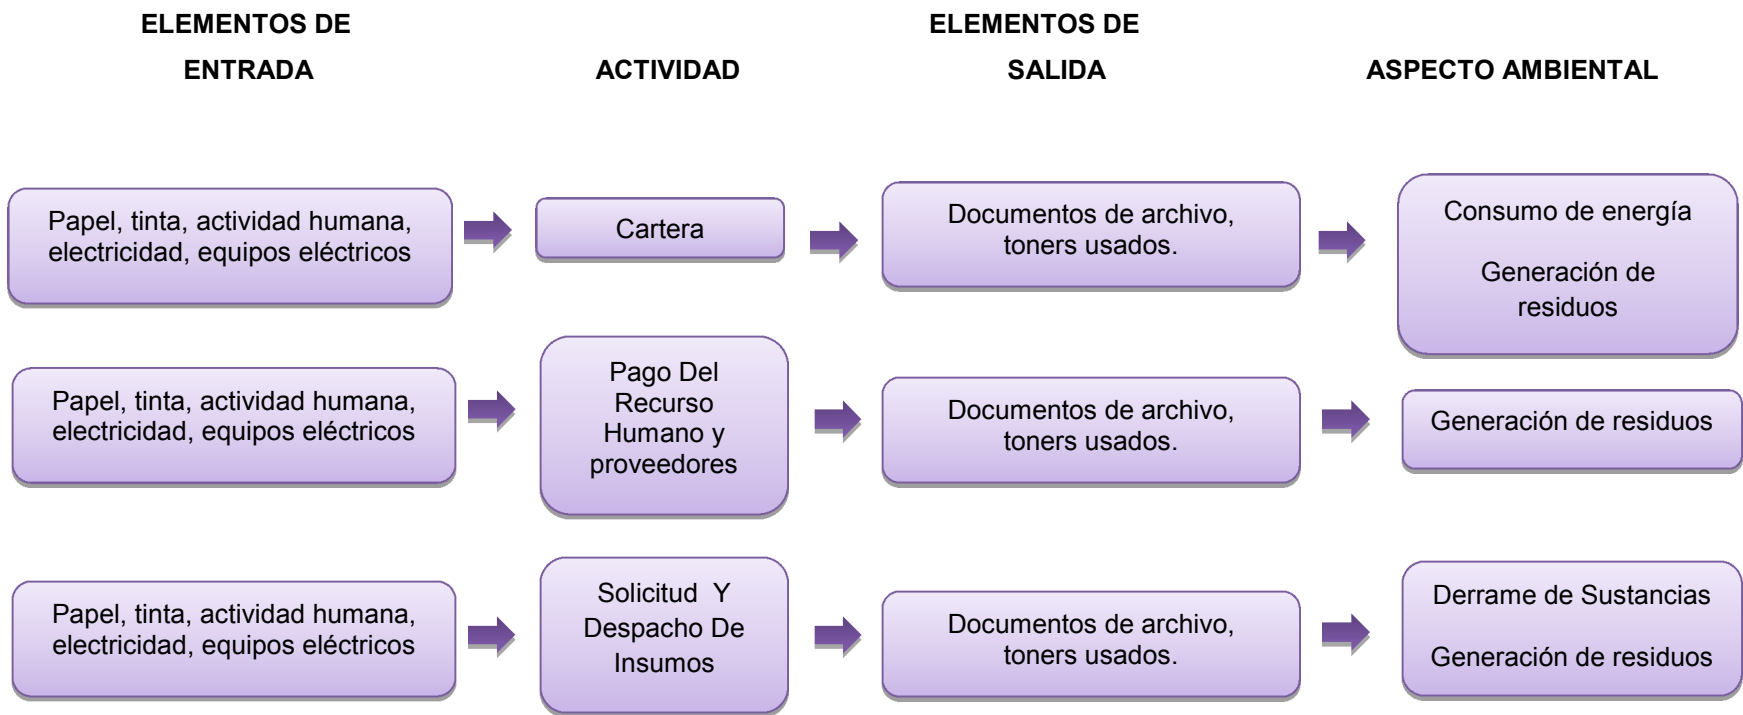 ELEMENTOS DE
ENTRADA
ACTIVIDAD
ELEMENTOS DE
SALIDA
ASPECTO AMBIENTAL
Papel, tinta, actividad humana,
electricidad, equipos eléctricos
Cartera
Documentos de archivo,
toners usados.
Consumo de energía
Generación de
residuos
Papel, tinta, actividad humana,
electricidad, equipos eléctricos
Pago Del
Recurso
Humano y
proveedores
Documentos de archivo,
toners usados.
Generación de residuos
Papel, tinta, actividad humana,
electricidad, equipos eléctricos
Solicitud Y
Despacho De
Insumos
Documentos de archivo,
toners usados.
Derrame de Sustancias
Generación de residuos